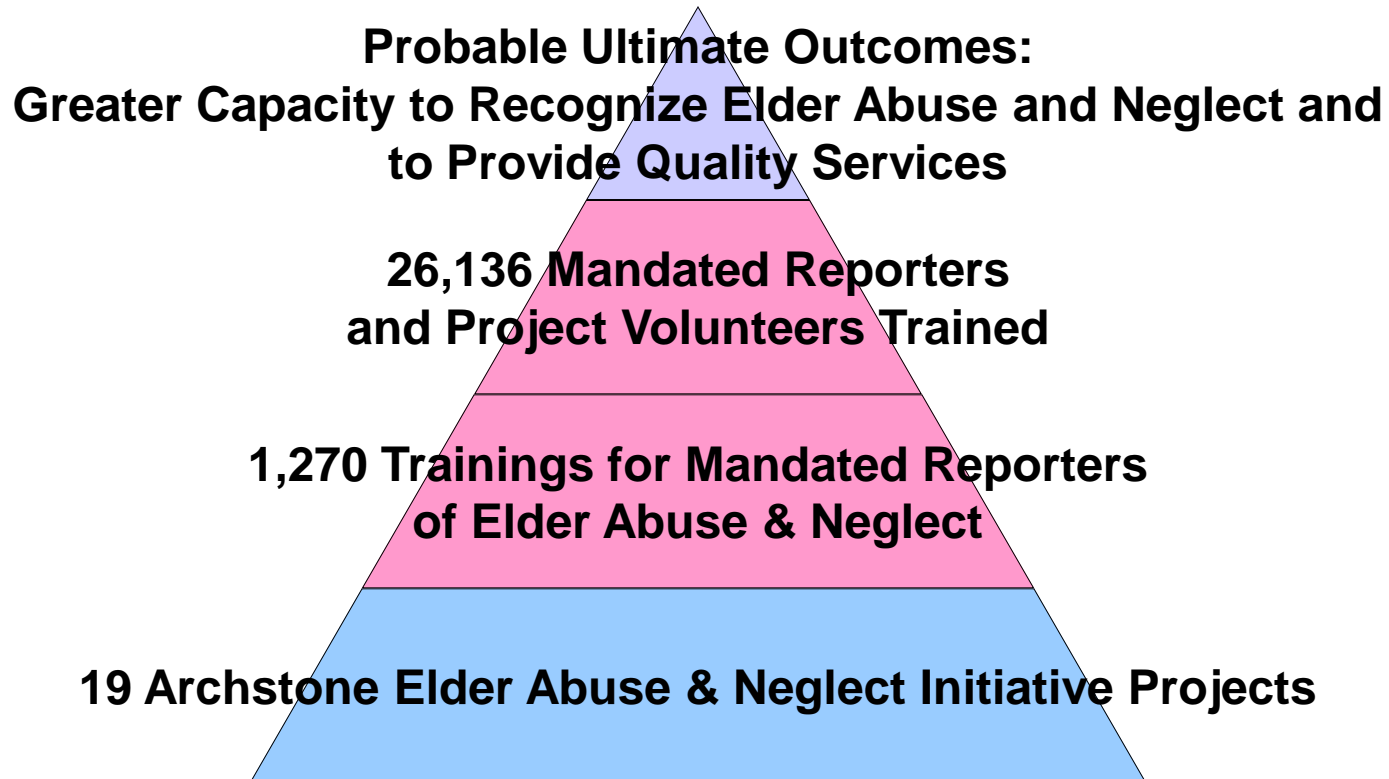 Probable Ultimate Outcomes:
Greater Capacity to Recognize Elder Abuse and Neglect and
to Provide Quality Services
26,136 Mandated Reporters
and Project Volunteers Trained
1,270 Trainings for Mandated Reporters
of Elder Abuse & Neglect
19 Archstone Elder Abuse & Neglect Initiative Projects